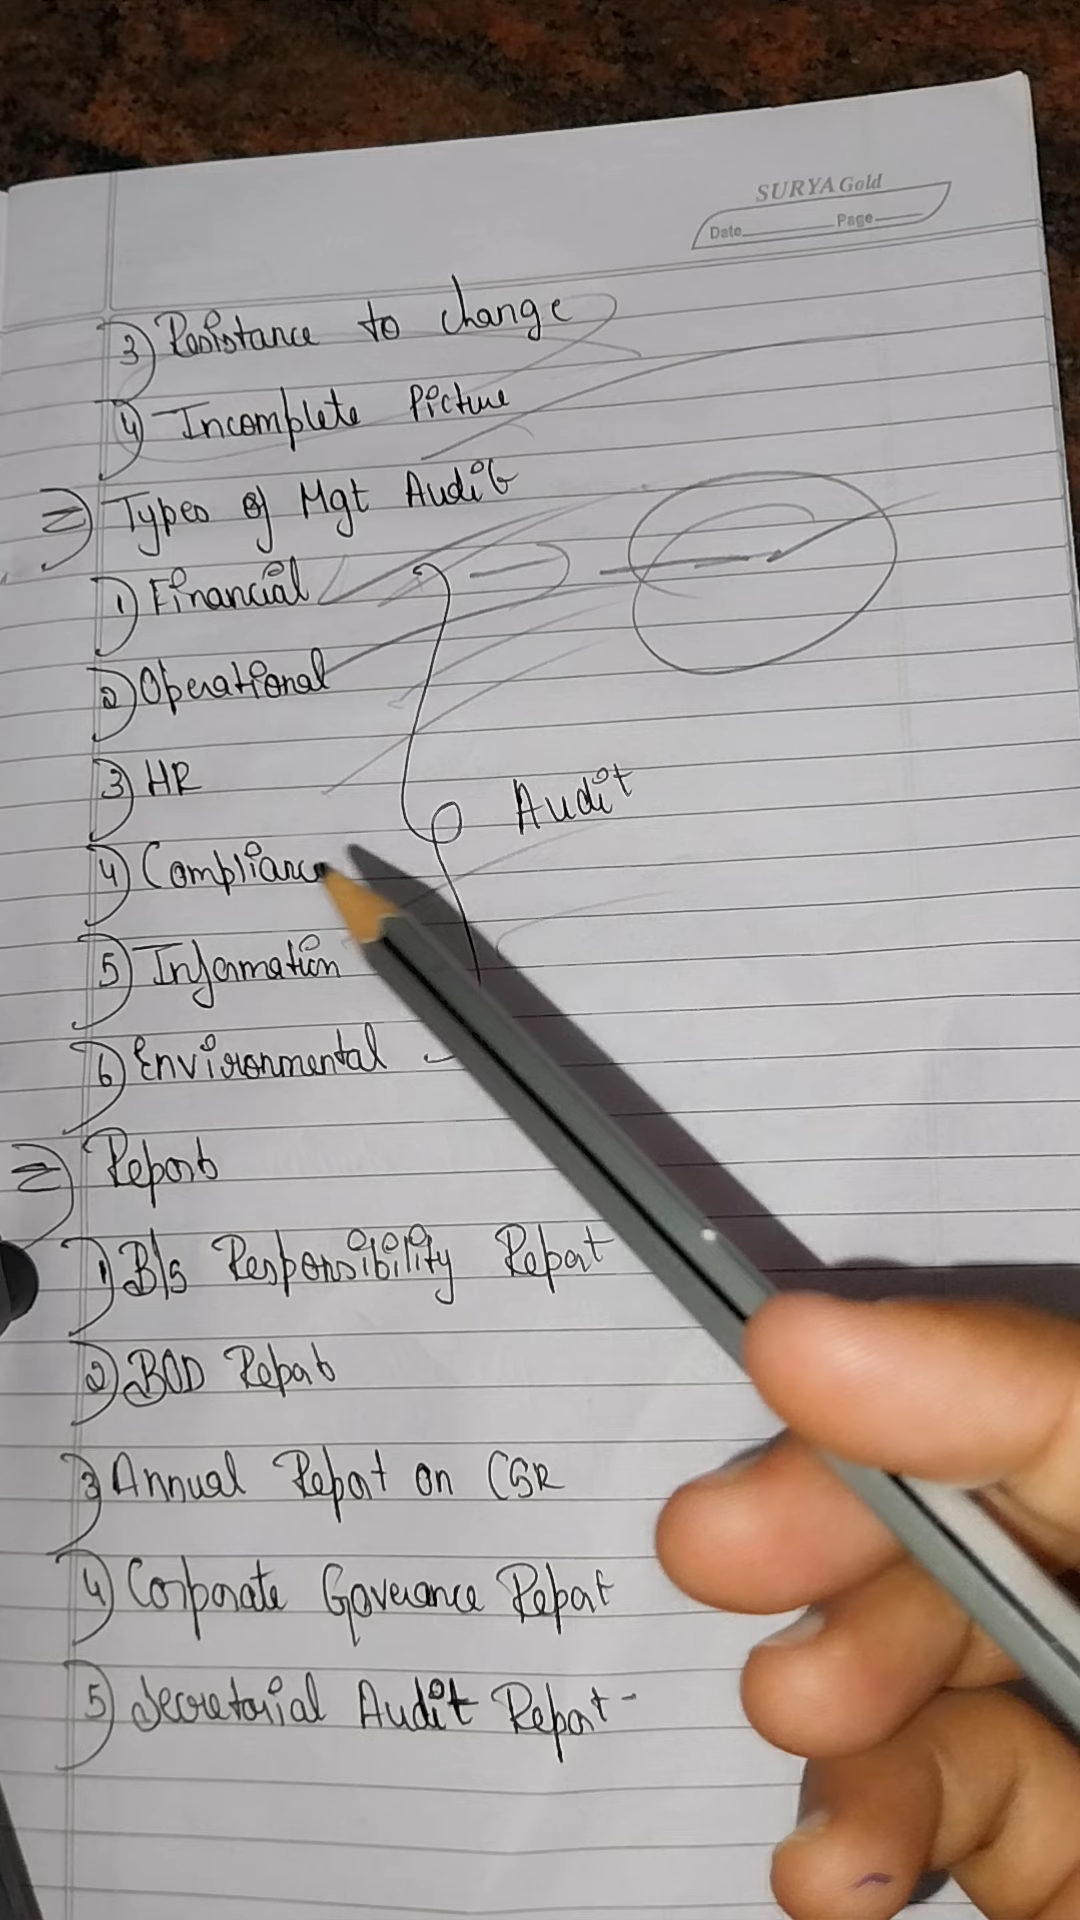 SURYA Gold
Date Page
3) Resistance to change
4) Incomplete Picture
=) Types of Mgt Audit
1) Financial
2) Operational
3) HR
Audit
4) Compliance
5) Information
6) Environmental
=) Report
1) B/s Responsibility Report
2) BOD Report
3) Annual Report on CSR
4) Corporate Goverance Report
5) Secretarial Audit Report -